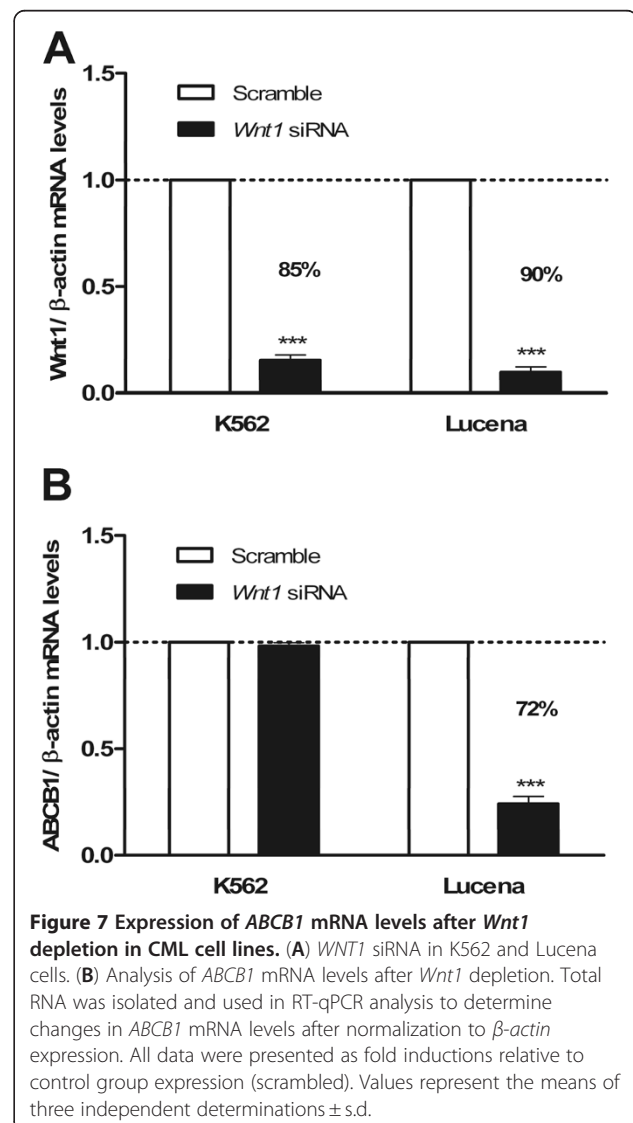 A
Wnt1/ β-actin mRNA levels
1.5
1.0
0.5
0.0
Scramble
Wnt1 siRNA
85%
90%
***
***
K562
Lucena
B
ABCB1/ β-actin mRNA levels
1.5
1.0
0.5
0.0
Scramble
Wnt1 siRNA
72%
***
K562
Lucena
Figure 7 Expression of ABCB1 mRNA levels after Wnt1
depletion in CML cell lines. (A) WNT1 siRNA in K562 and Lucena
cells. (B) Analysis of ABCB1 mRNA levels after Wnt1 depletion. Total
RNA was isolated and used in RT-qPCR analysis to determine
changes in ABCB1 mRNA levels after normalization to β-actin
expression. All data were presented as fold inductions relative to
control group expression (scrambled). Values represent the means of
three independent determinations ± s.d.